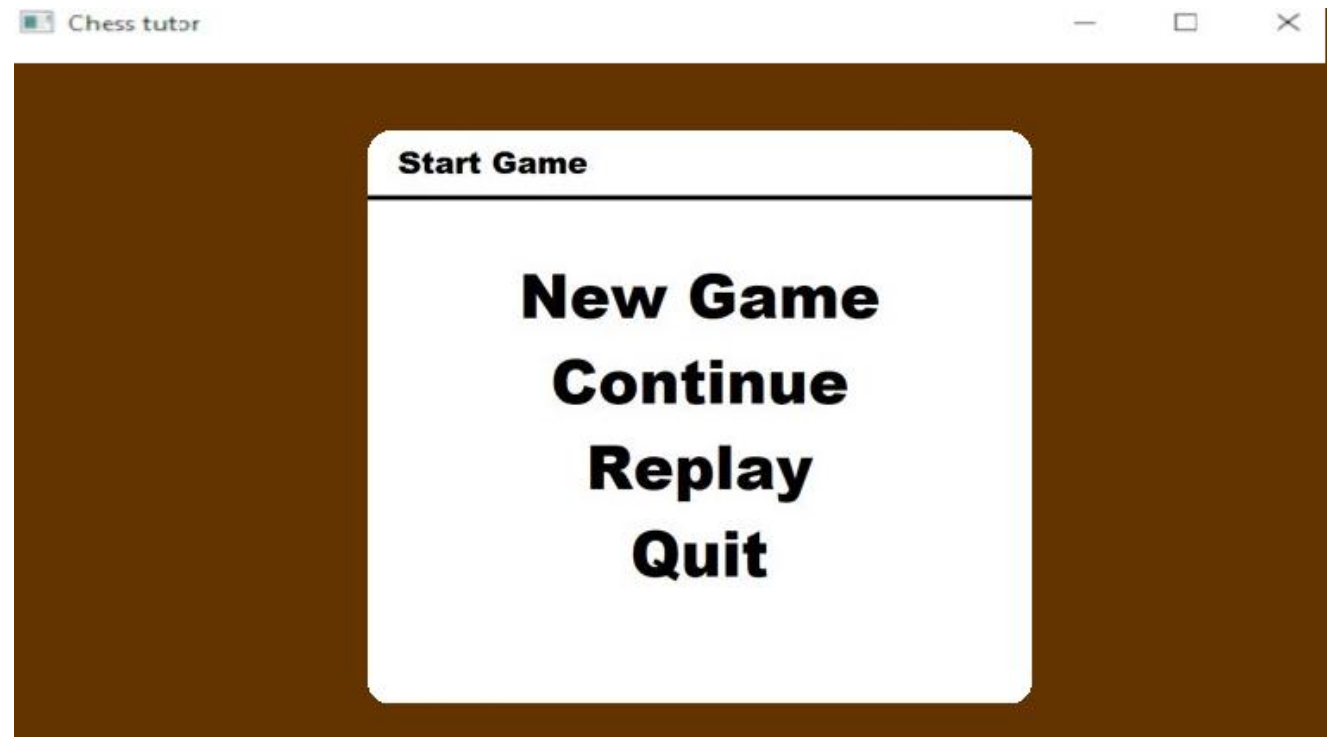 Chess tutor
Start Game
New Game
Continue
Replay
Quit